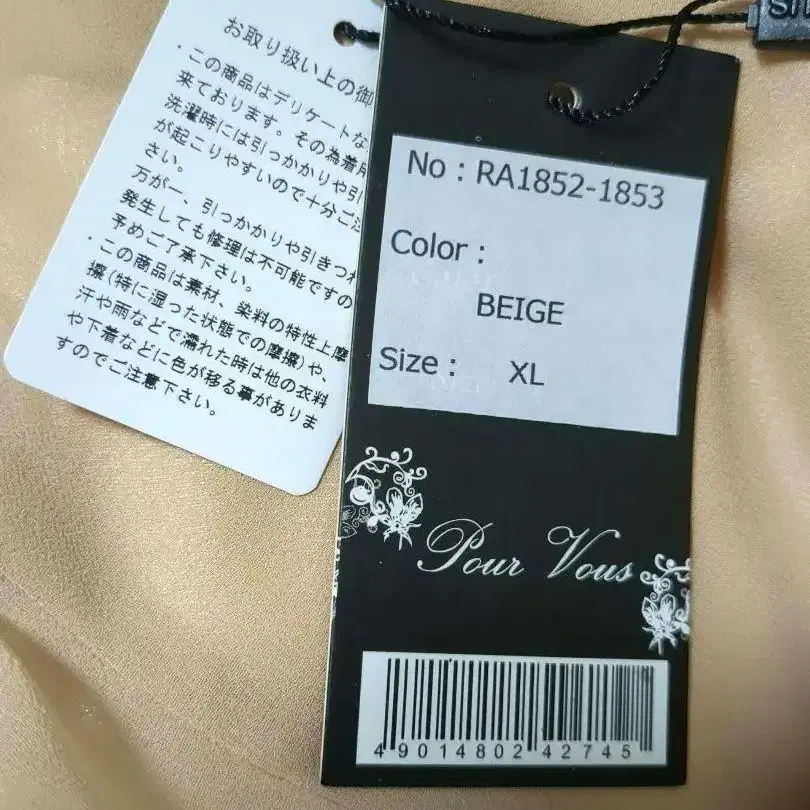 お取り扱い上の御
・この商品はデリケートな
来ております。その為着用
洗濯時には引っかかりや引
が起こりやすいので十分ご注
さい。
万が一、引っかかりや引きつれ
発生しても修理は不可能ですの
予めご了承下さい。
・この商品は素材、染料の特性上摩
擦(特に湿った状態での摩擦)や、
汗や雨などで濡れた時は他の衣料
や下着などに色が移る事がありま
すのでご注意下さい。
No : RA1852-1853
Color :
BEIGE
Size : XL
Pour Vous
4901480242745